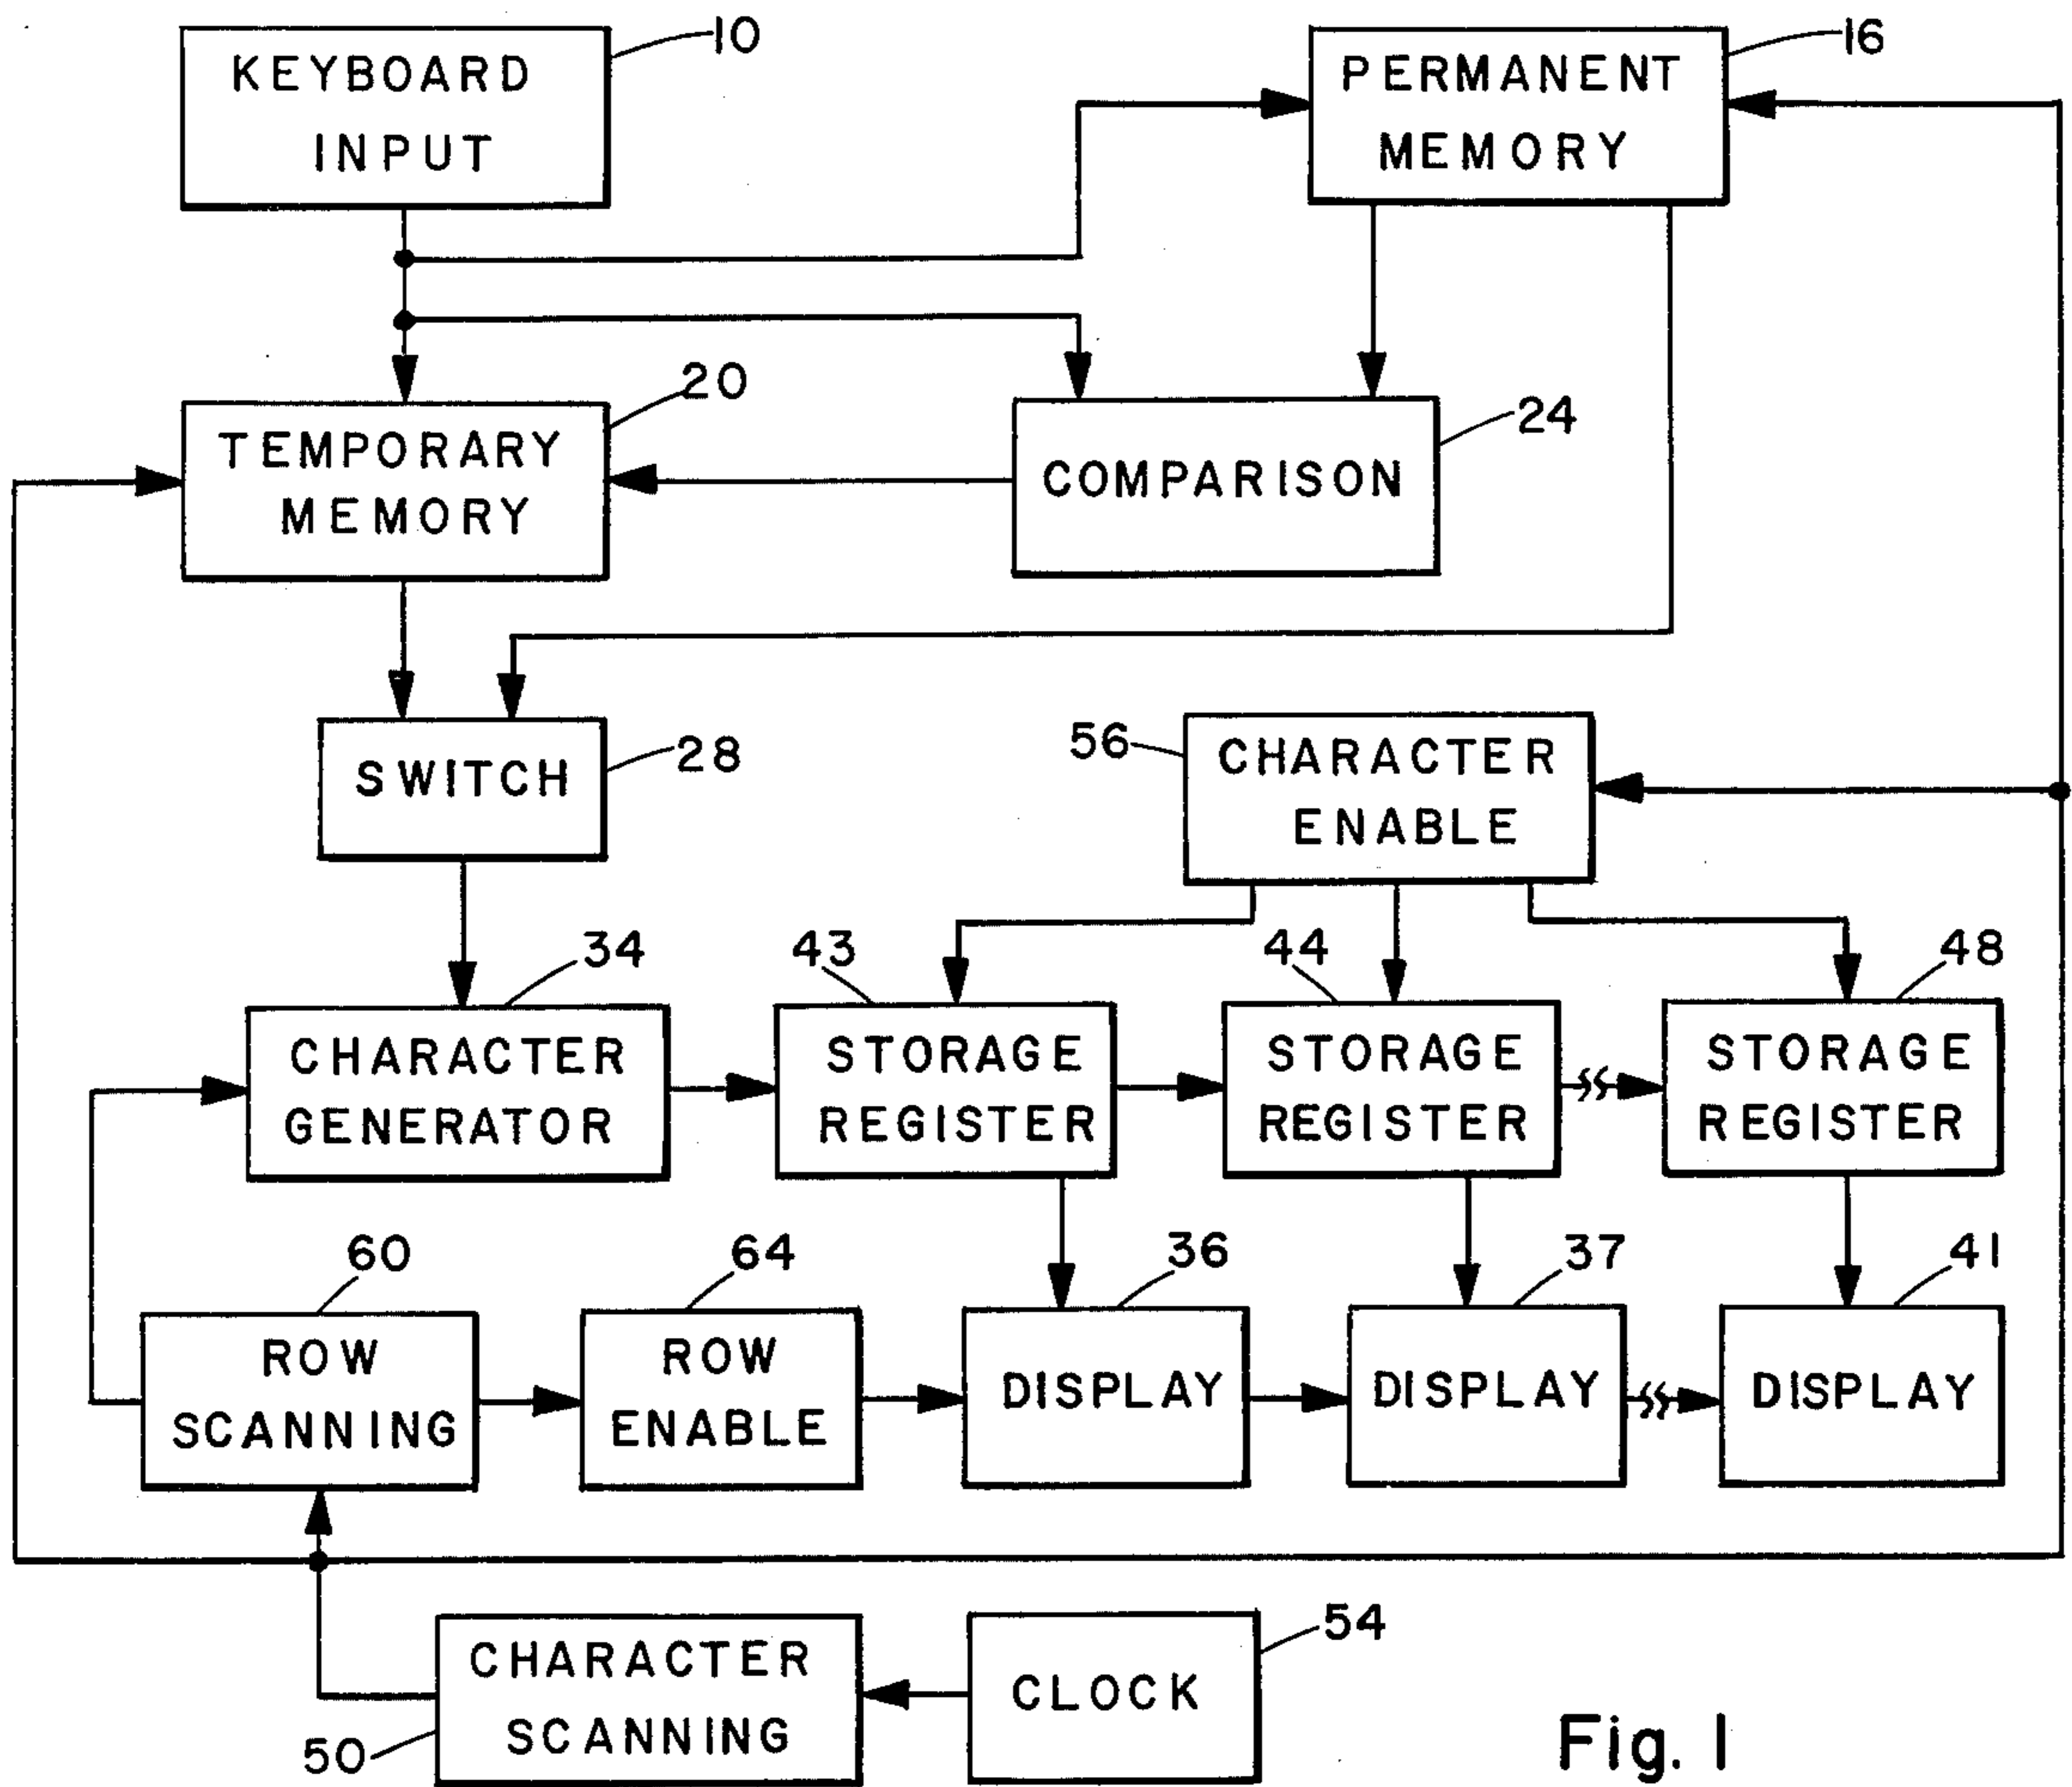 KEYBOARD
INPUT
10
PERMANENT
MEMORY
16
TEMPORARY
MEMORY
20
COMPARISON
24
SWITCH
28
56
CHARACTER
ENABLE
CHARACTER
GENERATOR
34
STORAGE
REGISTER
43
STORAGE
REGISTER
44
STORAGE
REGISTER
48
ROW
SCANNING
60
ROW
ENABLE
64
DISPLAY
36
DISPLAY
37
DISPLAY
41
CHARACTER
SCANNING
50
CLOCK
54
Fig. 1